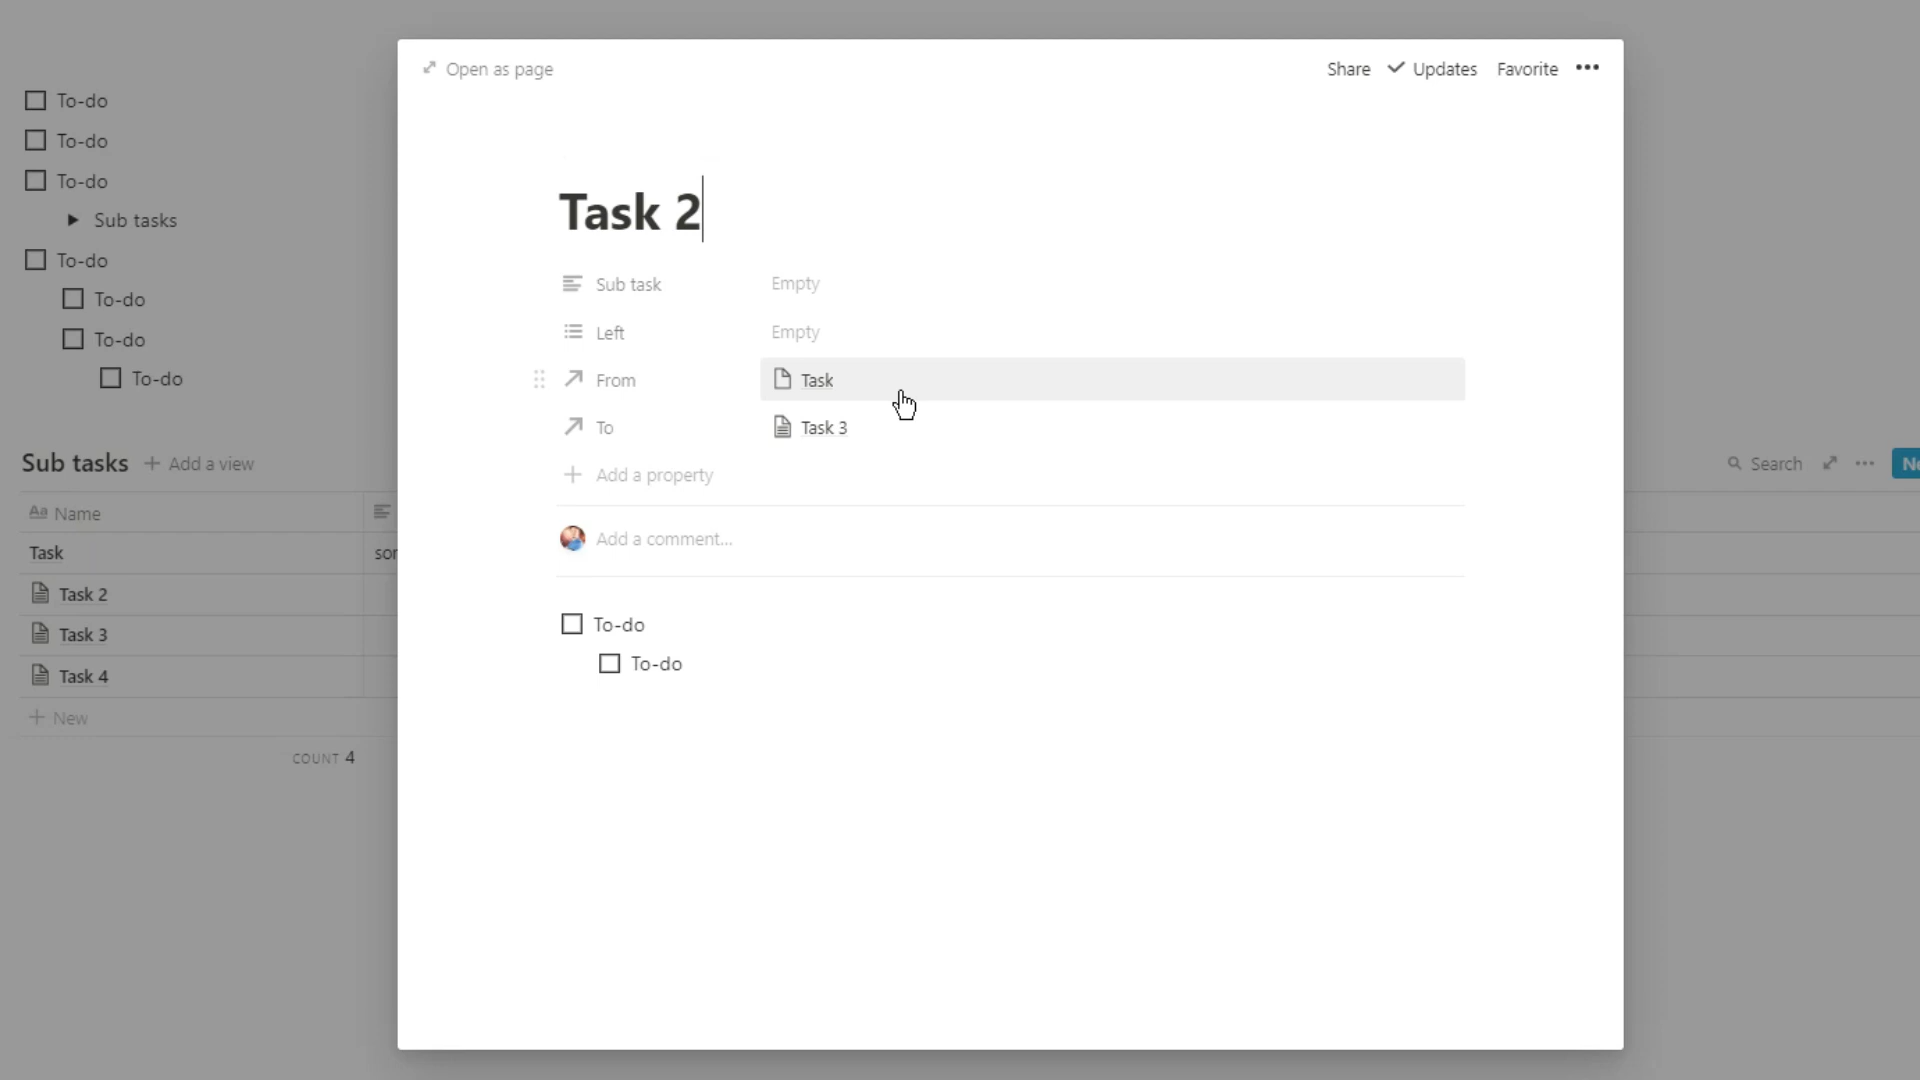 Open as page
Share Updates Favorite •••
To-do
To-do
To-do
Sub tasks
To-do
To-do
To-do
To-do
Task 2
Sub task Empty
Left Empty
From Task
To Task 3
Add a property
Add a comment...
To-do
To-do
Sub tasks + Add a view
Search •••
Aa Name
Task
Task 2
Task 3
Task 4
+ New
COUNT 4